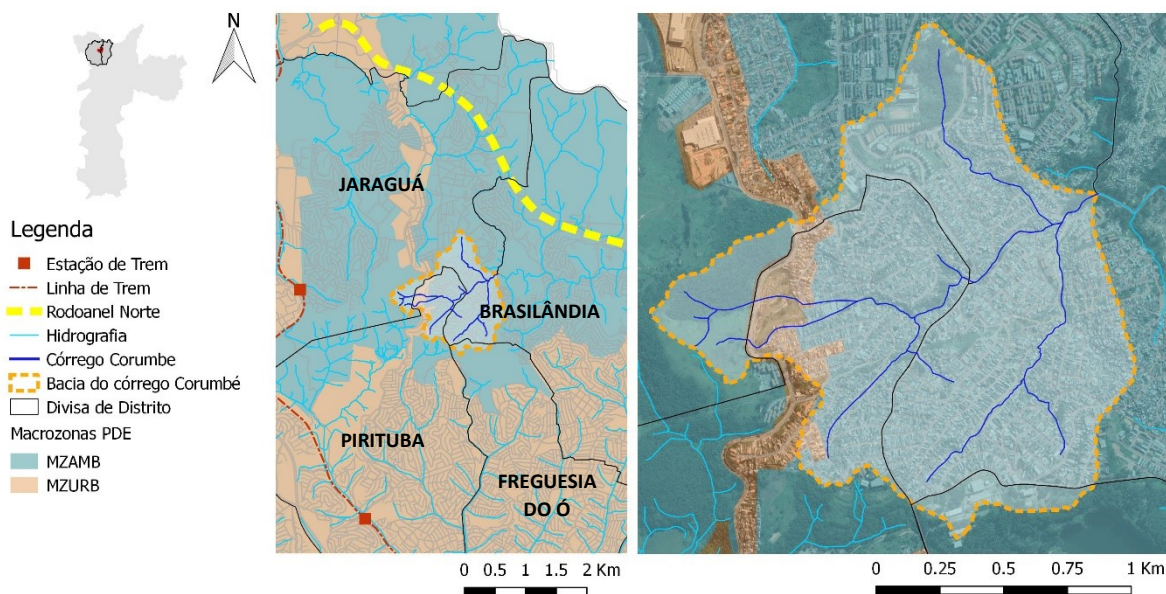 N
Legenda
Estação de Trem
Linha de Trem
Rodoanel Norte
Hidrografia
Córrego Corumbe
Bacia do córrego Corumbé
Divisa de Distrito
Macrozonas PDE
MZAMB
MZURB
JARAGUÁ
BRASILÂNDIA
PIRITUBA
FREGUESIA
DO Ó
0 0.5 1 1.5 2 Km
0 0.25 0.5 0.75 1 Km